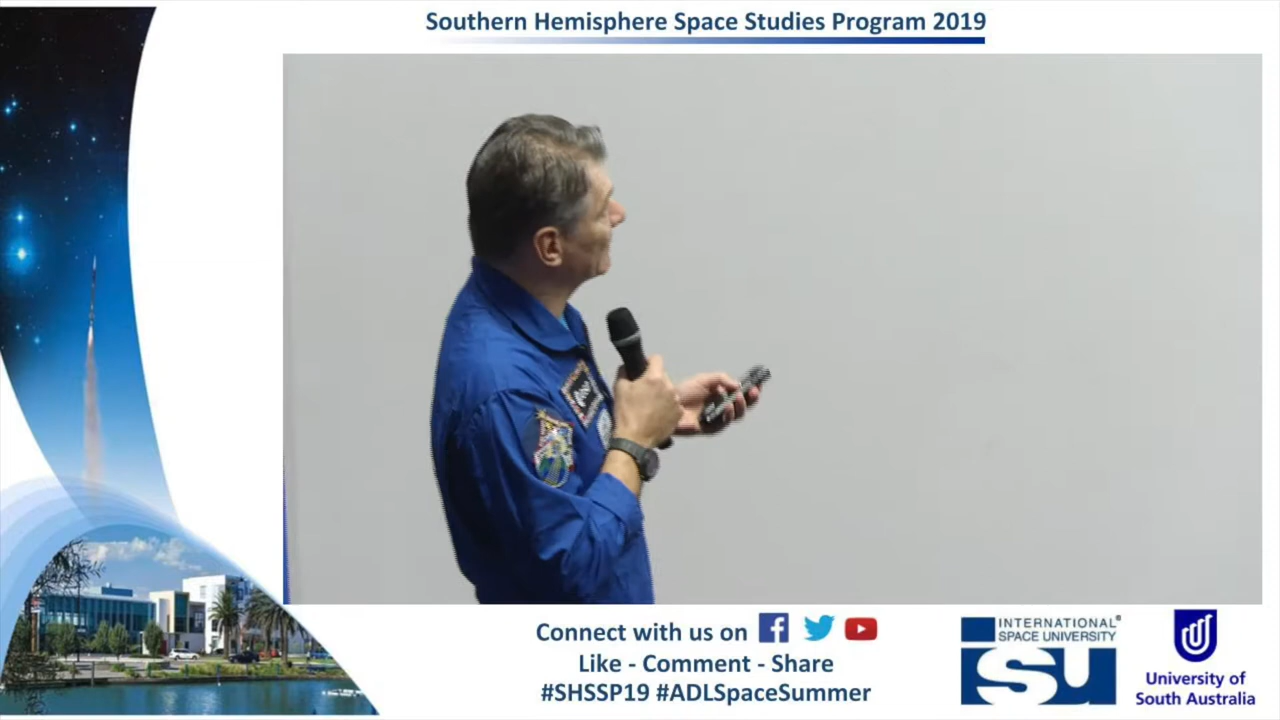 Southern Hemisphere Space Studies Program 2019
Connect with us on
Like - Comment - Share
#SHSSP19 #ADLSpaceSummer
INTERNATIONAL®
SPACE UNIVERSITY
ISU
University of
South Australia